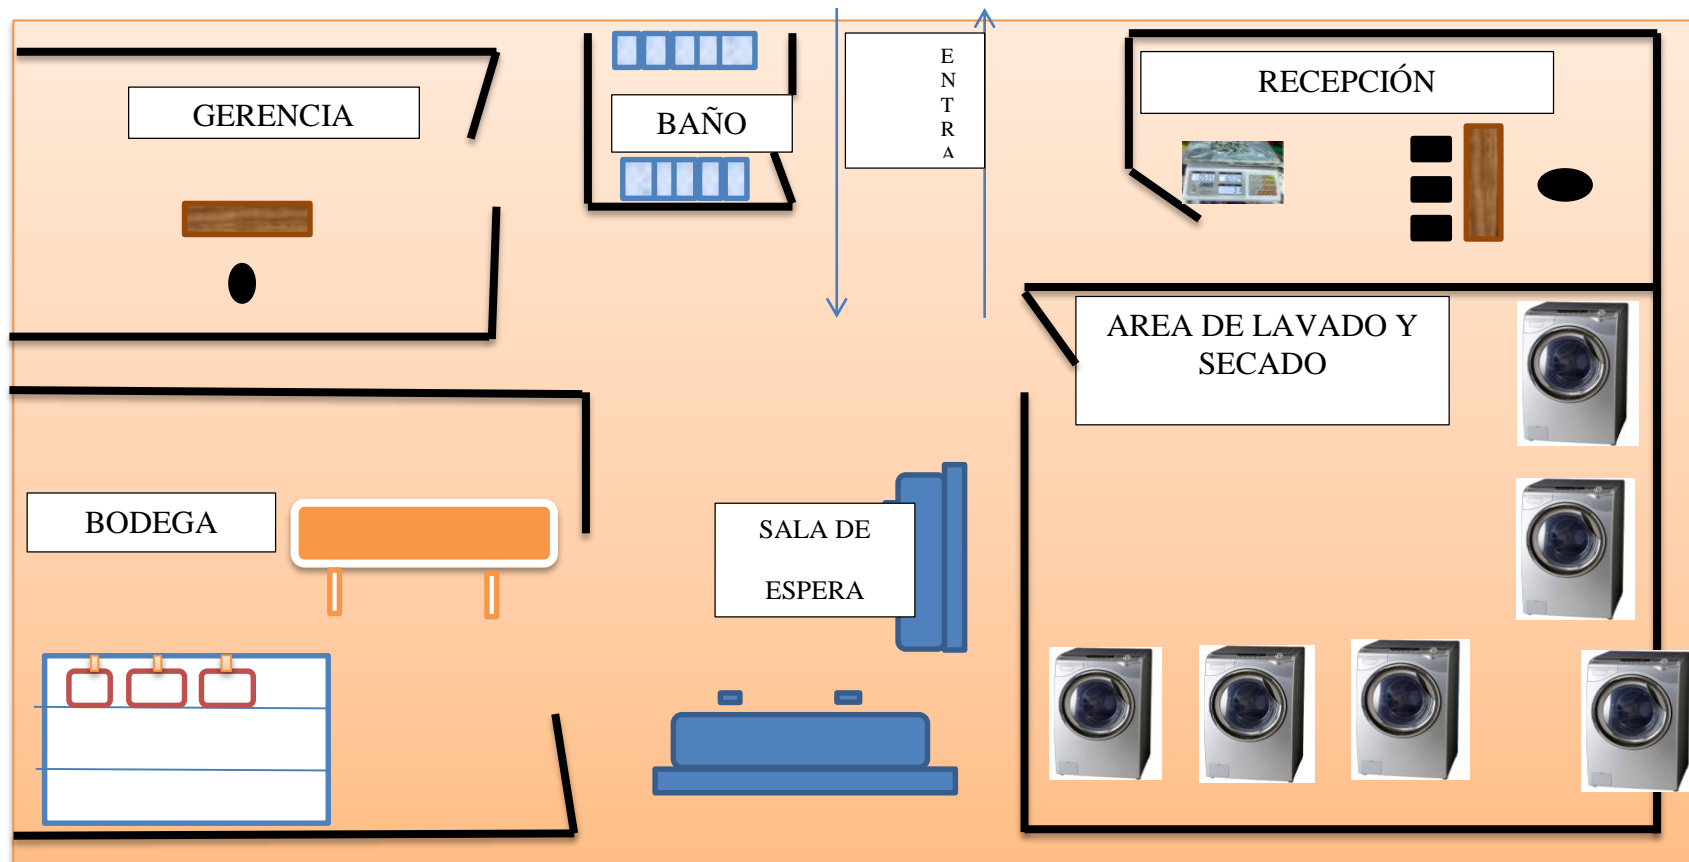 GERENCIA
BAÑO
E
N
T
R
A
RECEPCIÓN
AREA DE LAVADO Y
SECADO
BODEGA
SALA DE
ESPERA